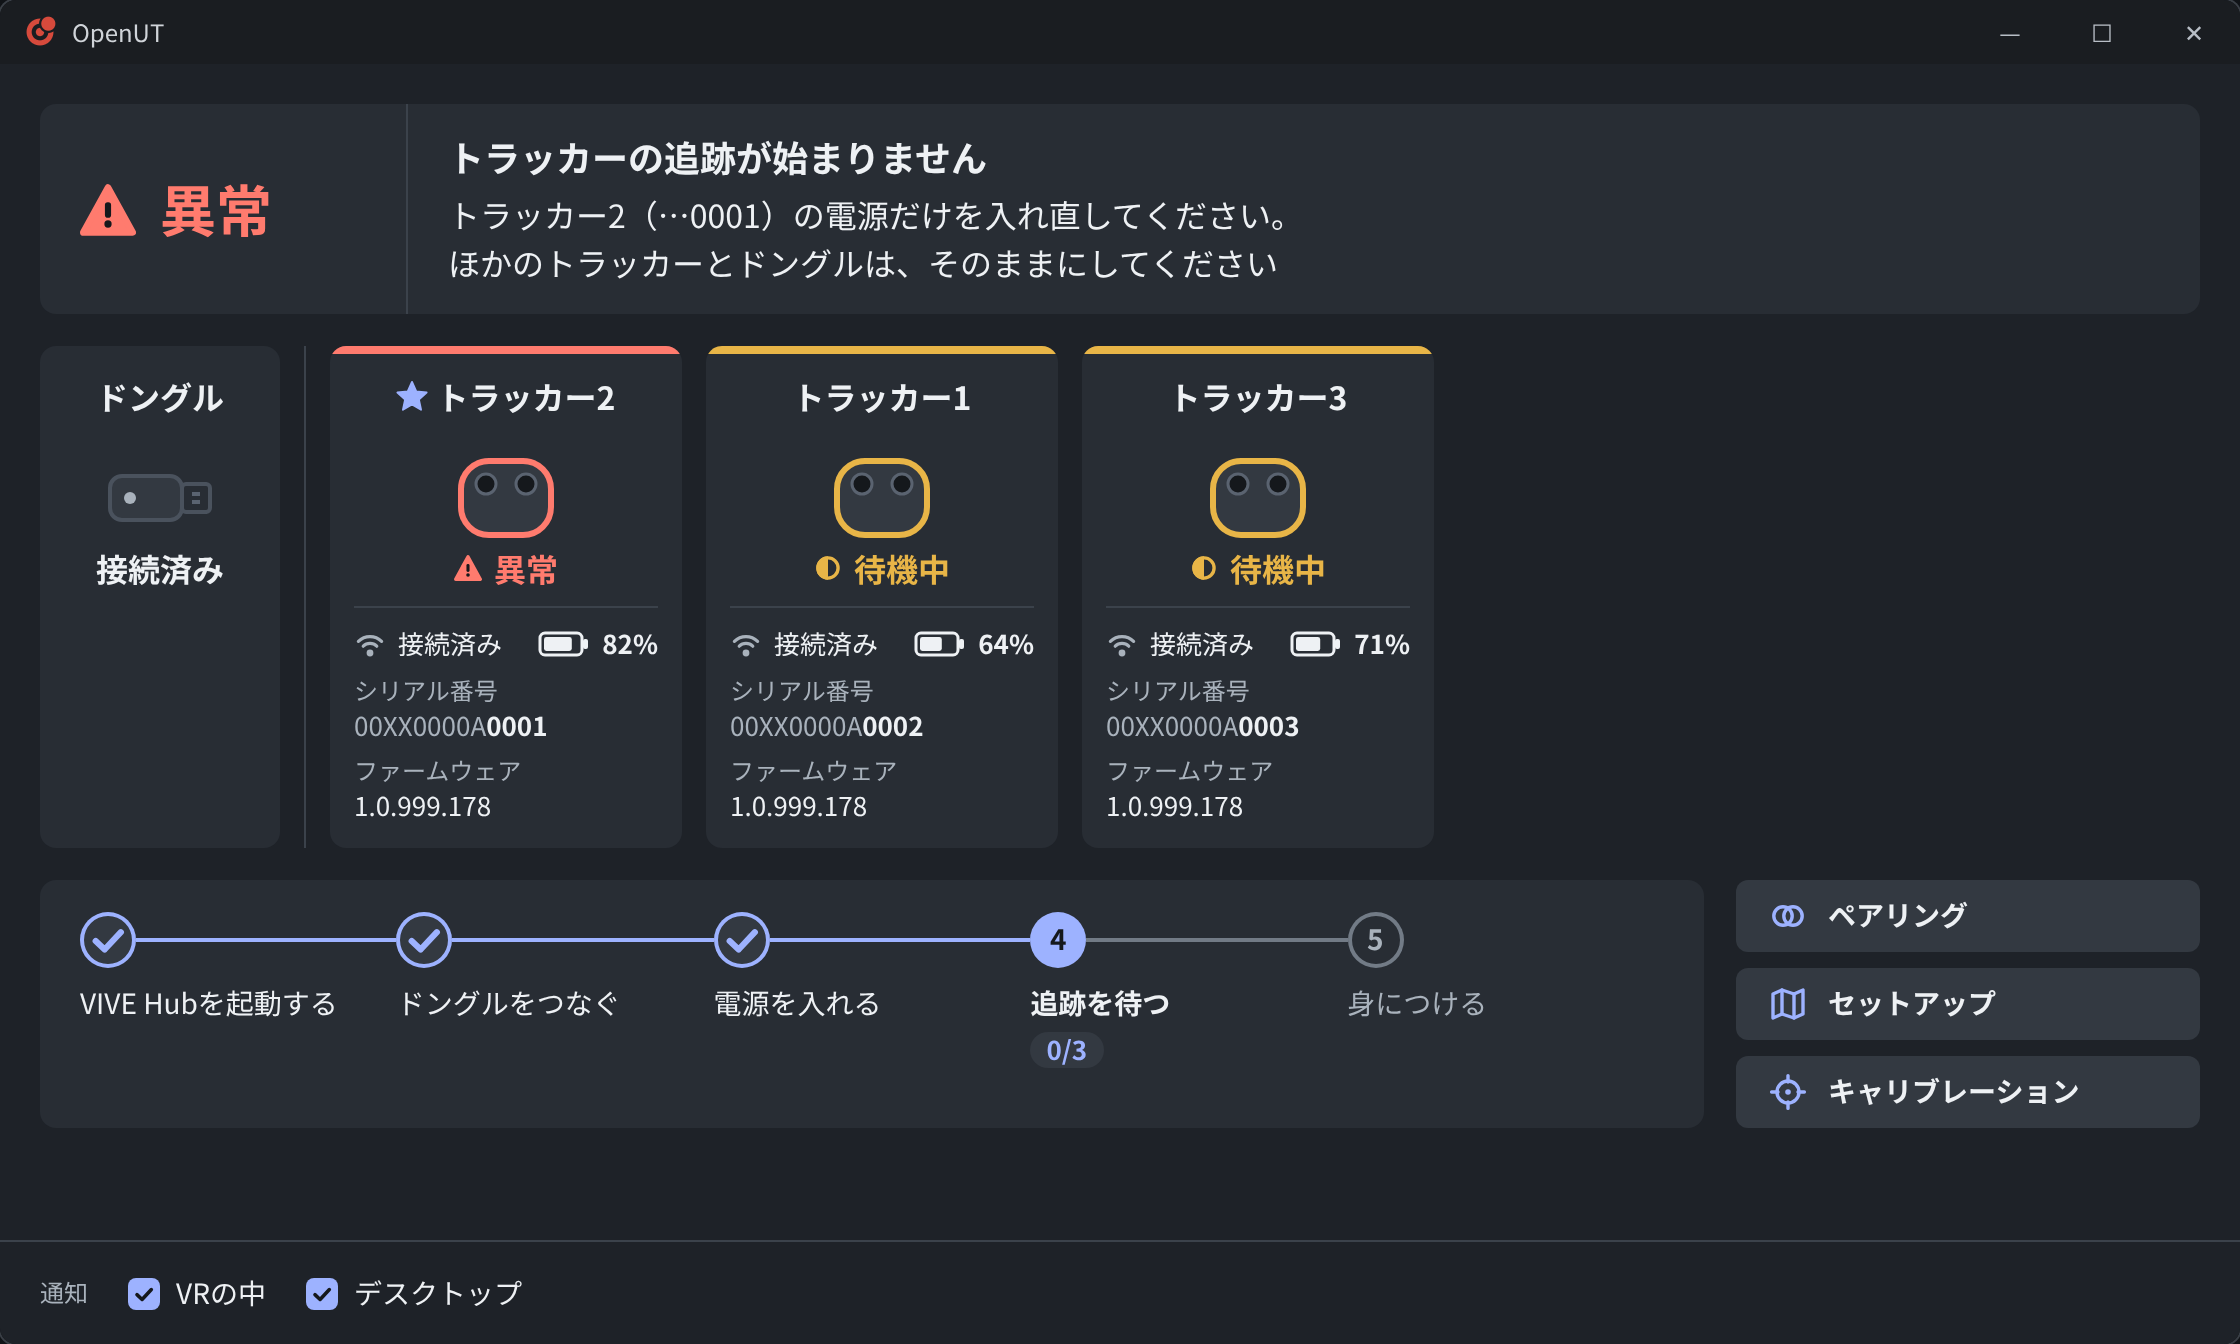 OpenUT
異常
トラッカーの追跡が始まりません
トラッカー2（…0001）の電源だけを入れ直してください。
ほかのトラッカーとドングルは、そのままにしてください
ドングル
接続済み
トラッカー2
異常
接続済み 82%
シリアル番号
00XX0000A0001
ファームウェア
1.0.999.178
トラッカー1
待機中
接続済み 64%
シリアル番号
00XX0000A0002
ファームウェア
1.0.999.178
トラッカー3
待機中
接続済み 71%
シリアル番号
00XX0000A0003
ファームウェア
1.0.999.178
VIVE Hubを起動する
ドングルをつなぐ
電源を入れる
4
追跡を待つ
0/3
5
身につける
ペアリング
セットアップ
キャリブレーション
通知 VRの中 デスクトップ